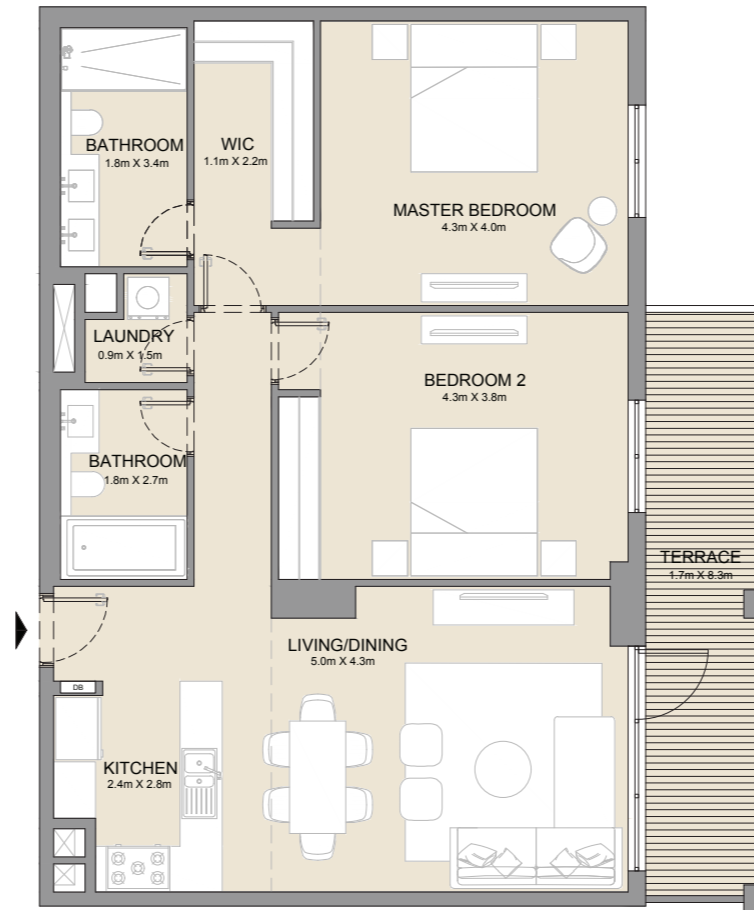 BATHROOM
1.8m X 3.4m
WIC
1.1m X 2.2m
MASTER BEDROOM
4.3m X 4.0m
LAUNDRY
0.9m X 1.5m
BEDROOM 2
4.3m X 3.8m
BATHROOM
1.8m X 2.7m
TERRACE
1.7m X 8.3m
LIVING/DINING
5.0m X 4.3m
DB
KITCHEN
2.4m X 2.8m